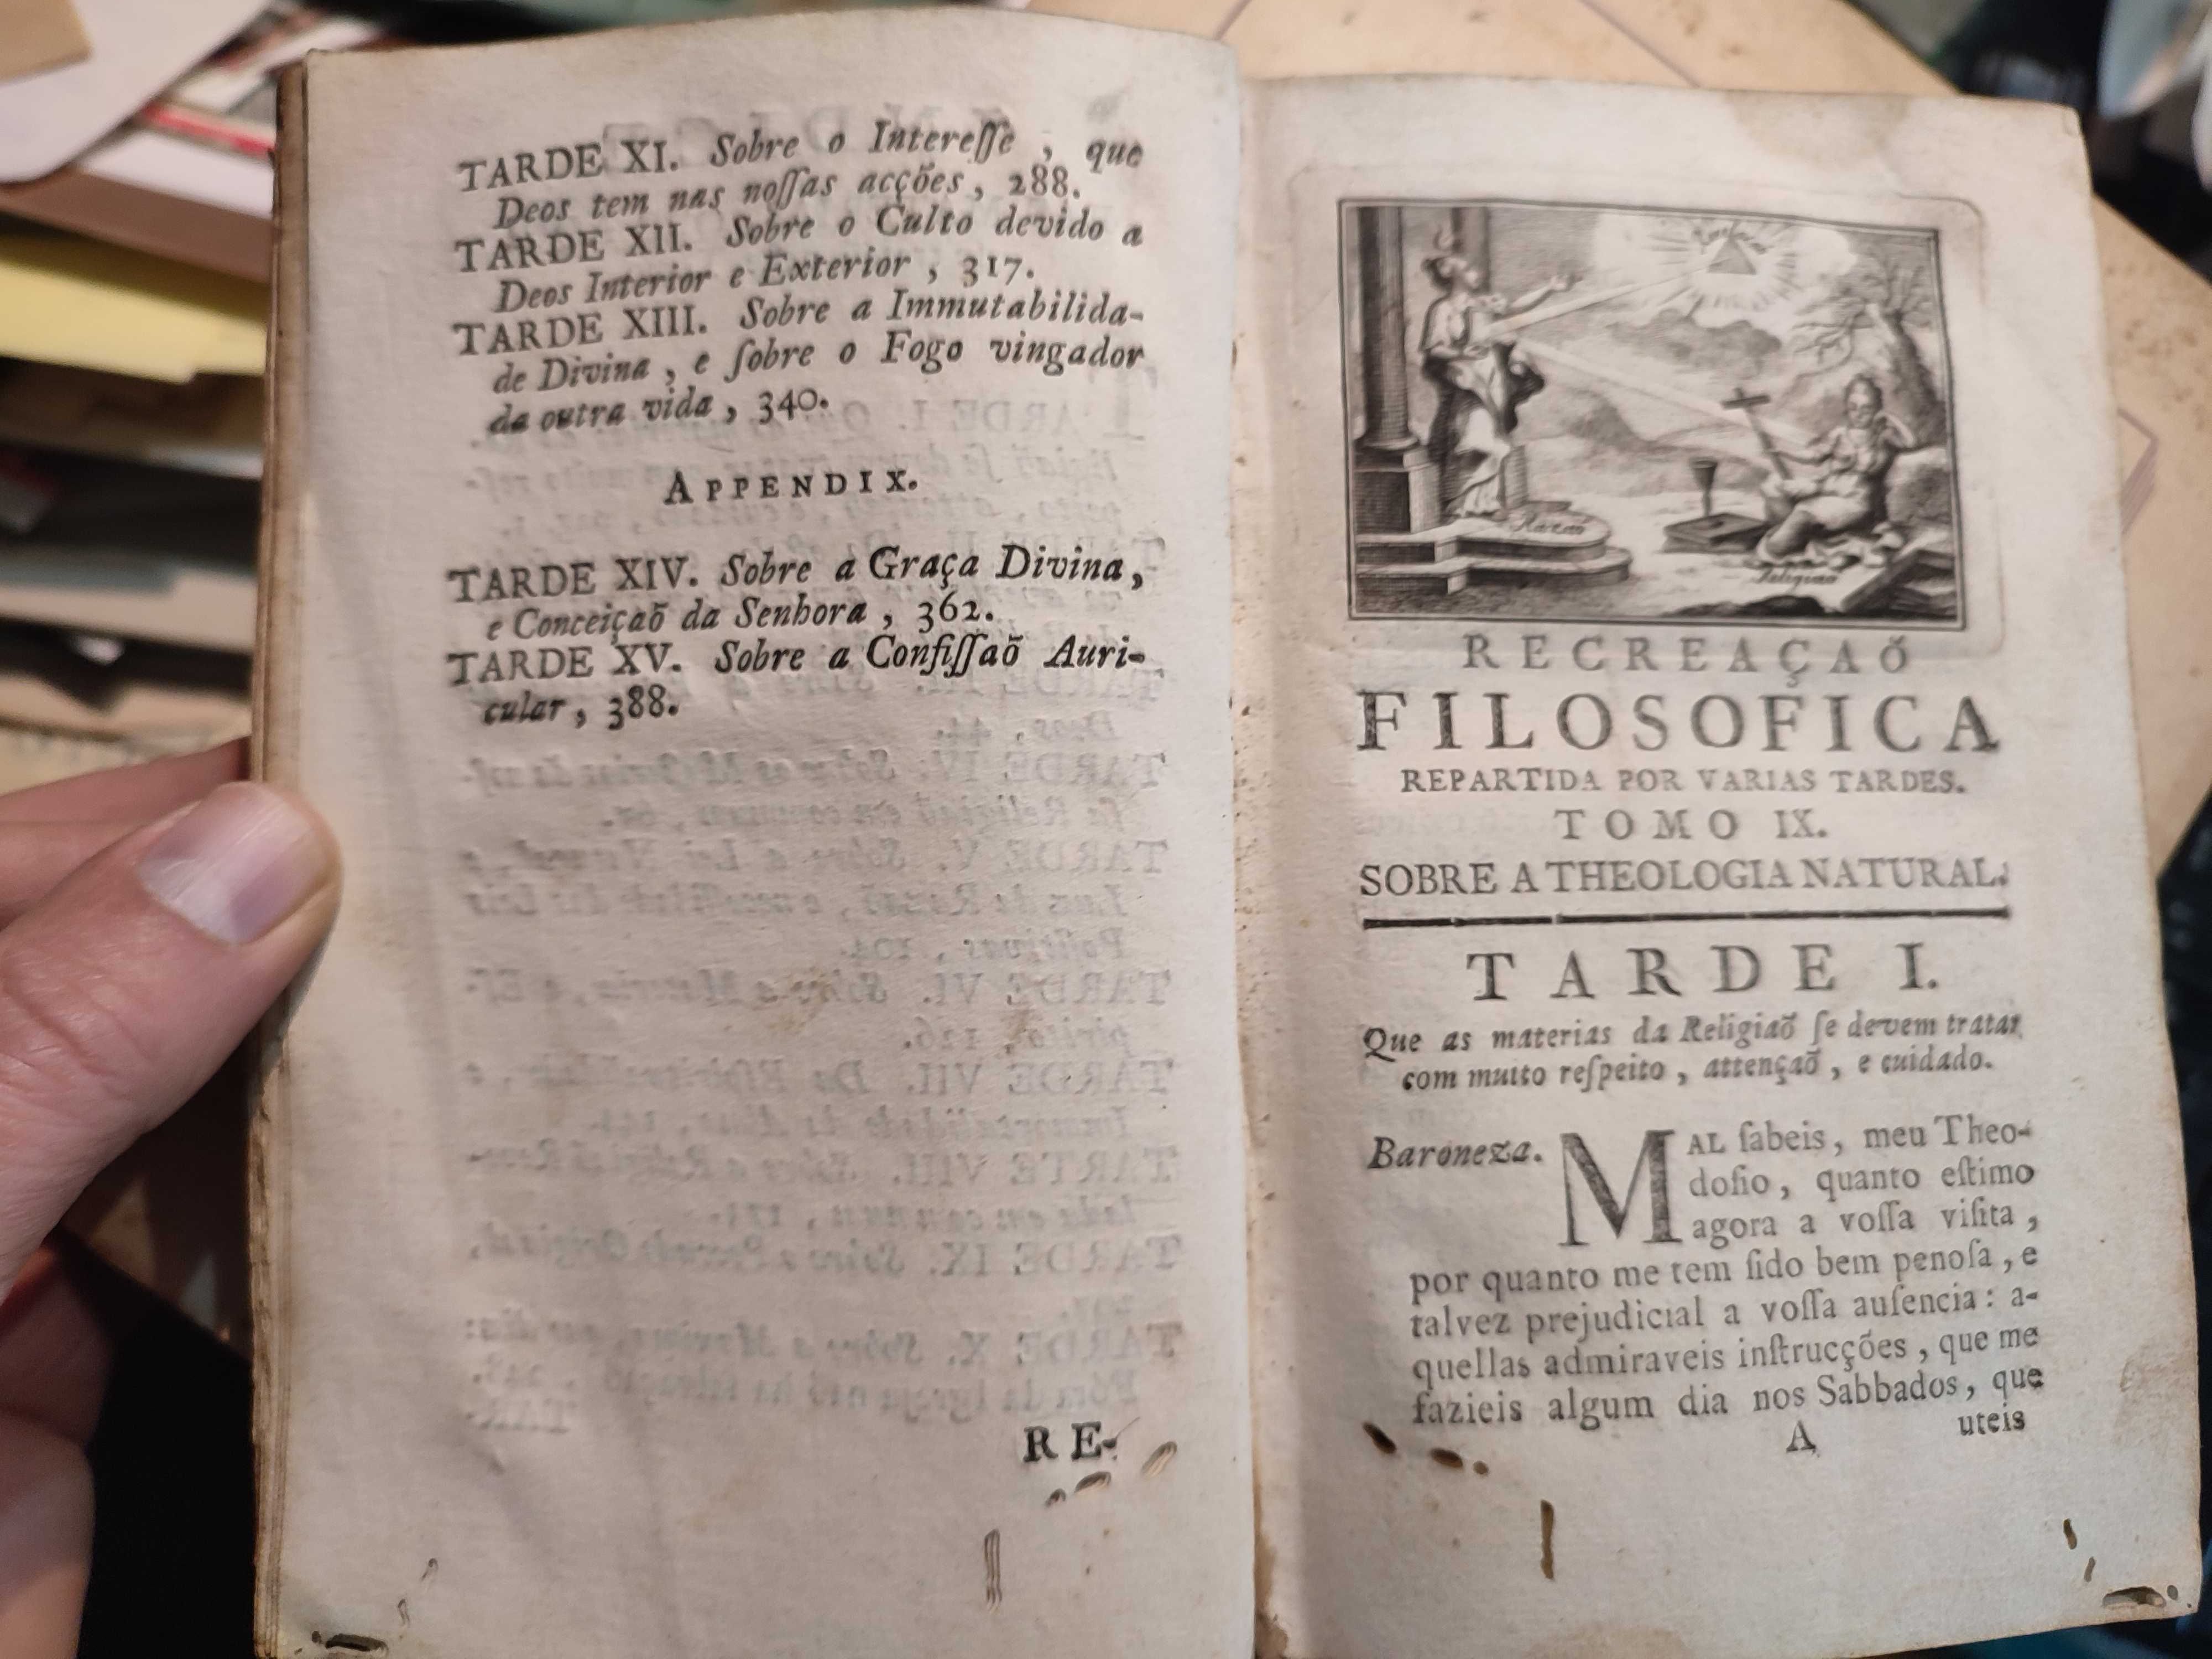 TARDE XI. Sobre o Intereſſe , que
Deos tem nas noſſas acções , 288.
TARDE XII. Sobre o Culto devido a
Deos Interior e Exterior , 317.
TARDE XIII. Sobre a Immutabilida-
de Divina , e ſobre o Fogo vingador
da outra vida , 340.
APPENDIX.
TARDE XIV. Sobre a Graça Divina ,
e Conceiçaõ da Senhora , 362.
TARDE XV. Sobre a Confiſſaõ Auri-
cular , 388.
RE-
Razaõ
Religiaõ
RECREAÇAÕ
FILOSOFICA
REPARTIDA POR VARIAS TARDES.
TOMO IX.
SOBRE A THEOLOGIA NATURAL.
TARDE I.
Que as materias da Religiaõ ſe devem tratar
com muito reſpeito , attençaõ , e cuidado.
Baroneza. MAL ſabeis , meu Theo-
doſio , quanto eſtimo
agora a voſſa viſita ,
por quanto me tem ſido bem penoſa , e
talvez prejudicial a voſſa auſencia : a-
quellas admiraveis inſtrucções , que me
fazieis algum dia nos Sabbados , que
A uteis